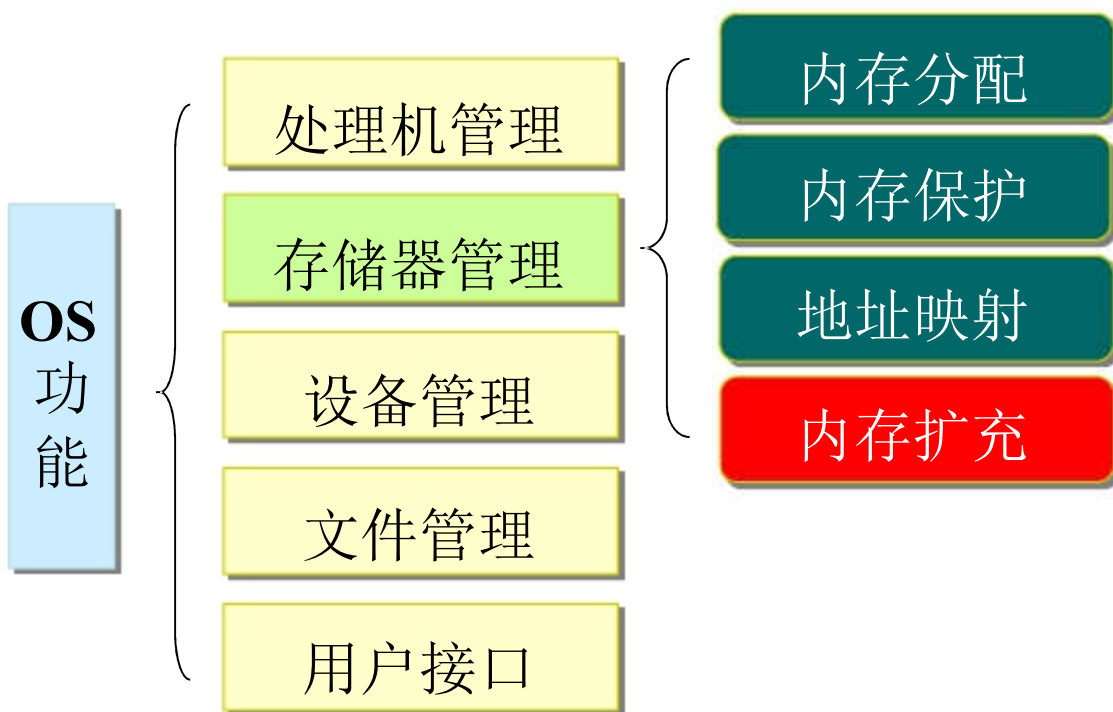 OS
功
能
处理机管理
存储器管理
设备管理
文件管理
用户接口
内存分配
内存保护
地址映射
内存扩充